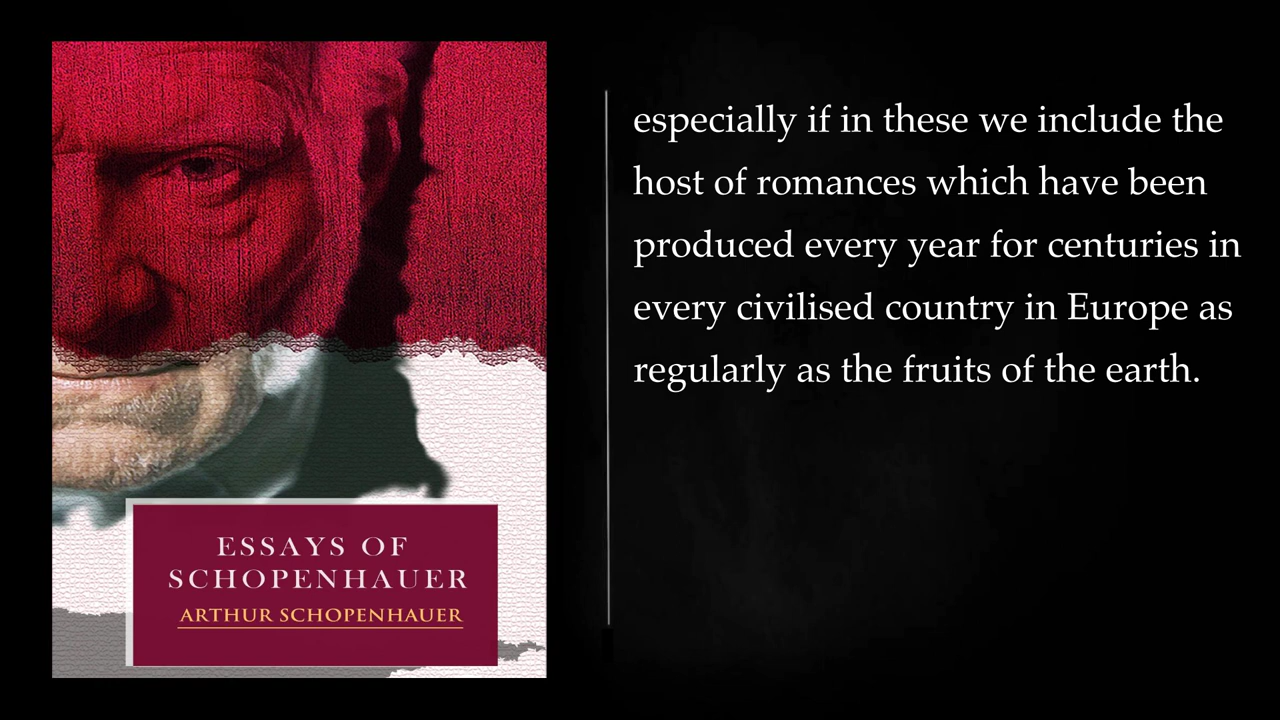 ESSAYS OF
SCHOPENHAUER
ARTHUR SCHOPENHAUER
especially if in these we include the
host of romances which have been
produced every year for centuries in
every civilised country in Europe as
regularly as the fruits of the earth.